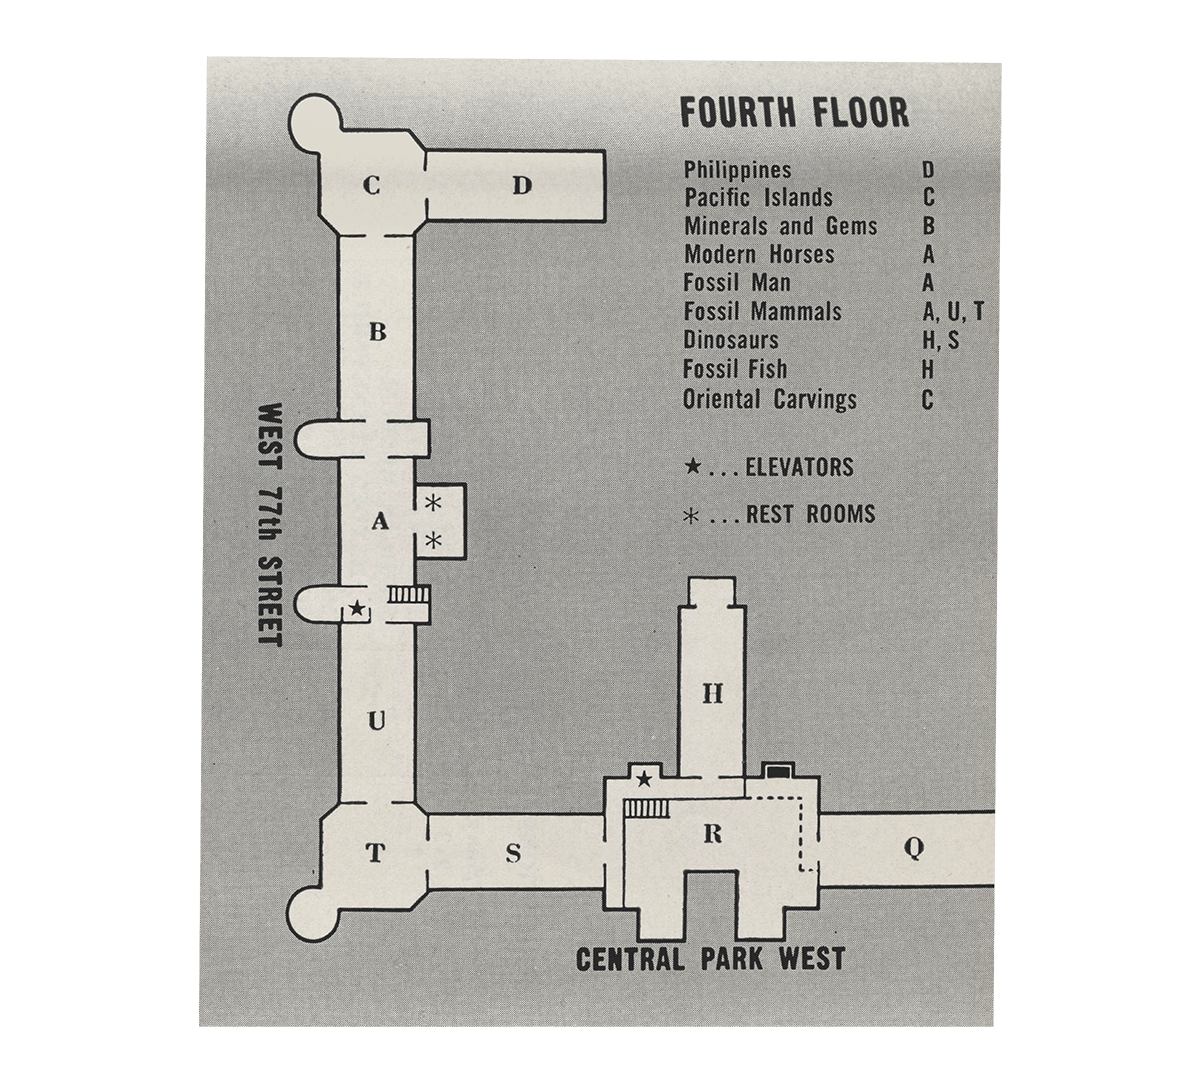 FOURTH FLOOR
Philippines D
Pacific Islands C
Minerals and Gems B
Modern Horses A
Fossil Man A
Fossil Mammals A, U, T
Dinosaurs H, S
Fossil Fish H
Oriental Carvings C
★ ... ELEVATORS
* ... REST ROOMS
C
D
B
WEST 77th STREET
A
*
*
★
U
H
★
T
S
R
Q
CENTRAL PARK WEST